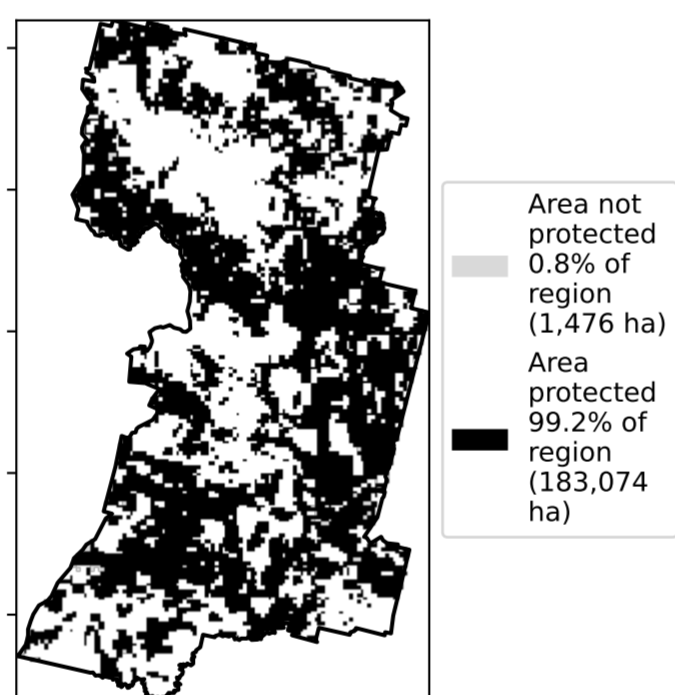 Area not
protected
0.8% of
region
(1,476 ha)
Area
protected
99.2% of
region
(183,074
ha)